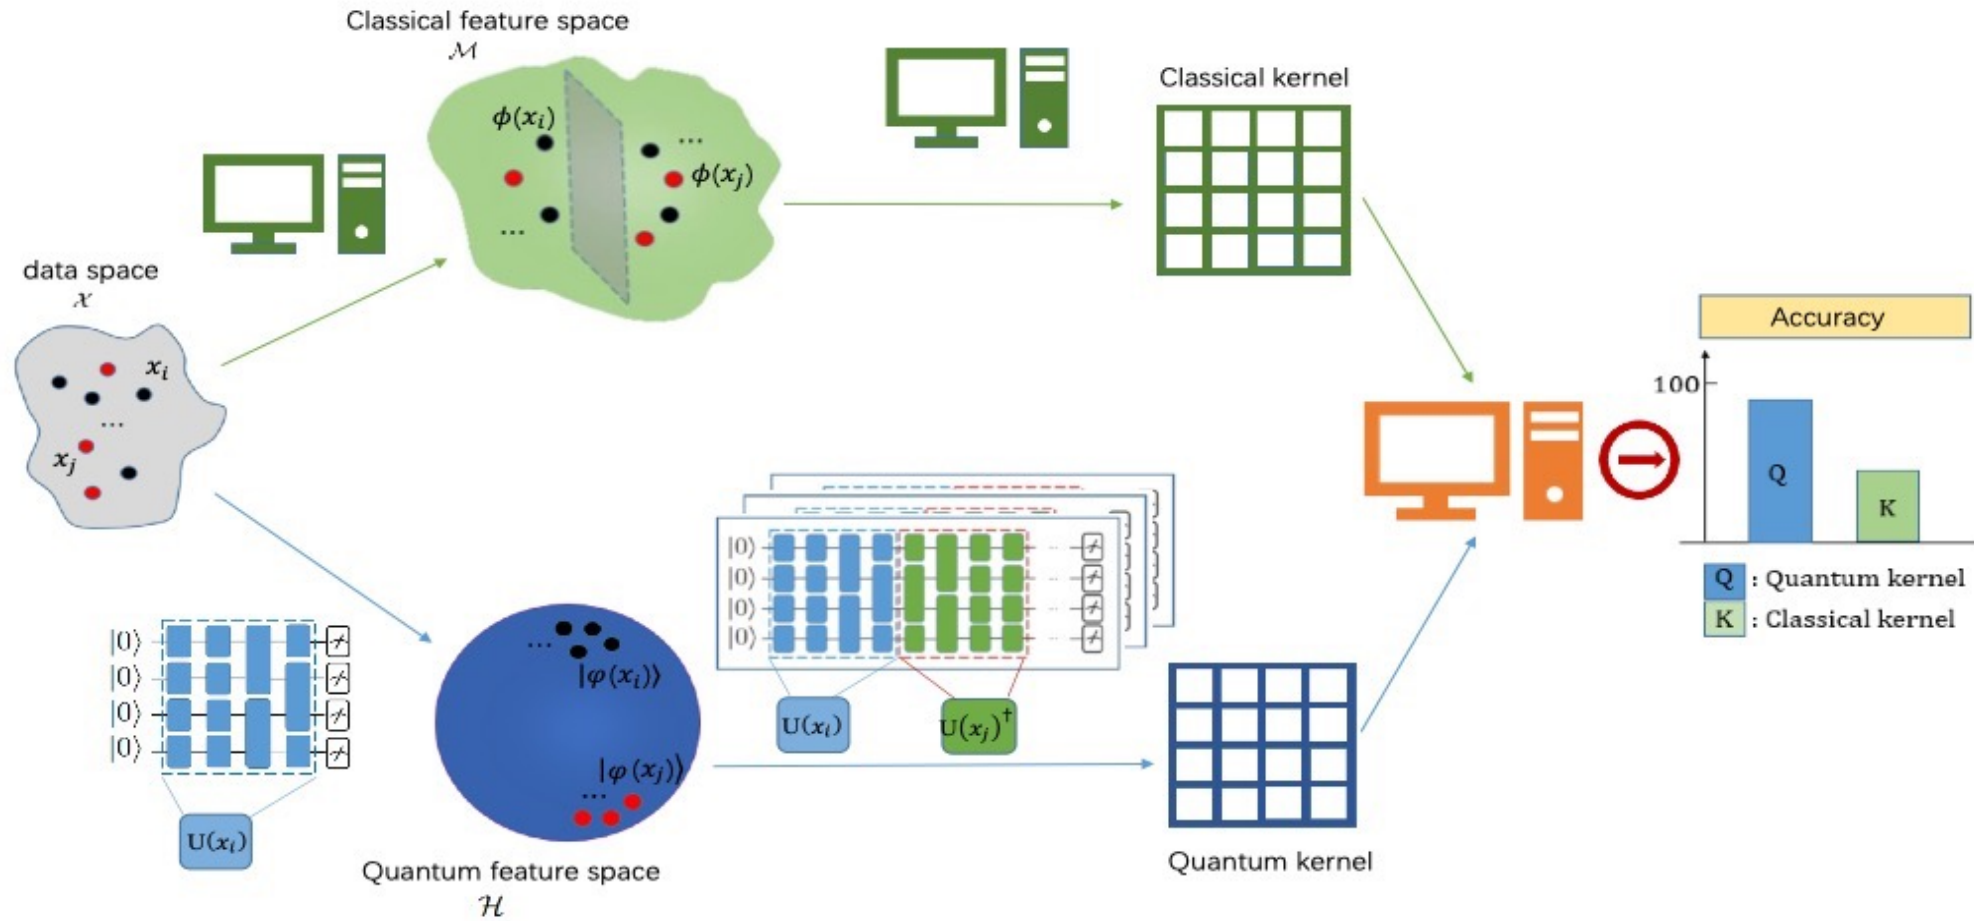 Classical feature space
ℳ
ϕ(xᵢ)
...
ϕ(xⱼ)
...
Classical kernel
data space
𝒳
xᵢ
...
xⱼ
Accuracy
100
Q
K
Q : Quantum kernel
K : Classical kernel
|0⟩
|0⟩
|0⟩
|0⟩
U(xᵢ)
...
|φ(xᵢ)⟩
|φ(xⱼ)⟩
...
Quantum feature space
ℋ
|0⟩ ...
|0⟩ ...
|0⟩ ...
|0⟩ ...
U(xᵢ)
U(xⱼ)†
Quantum kernel